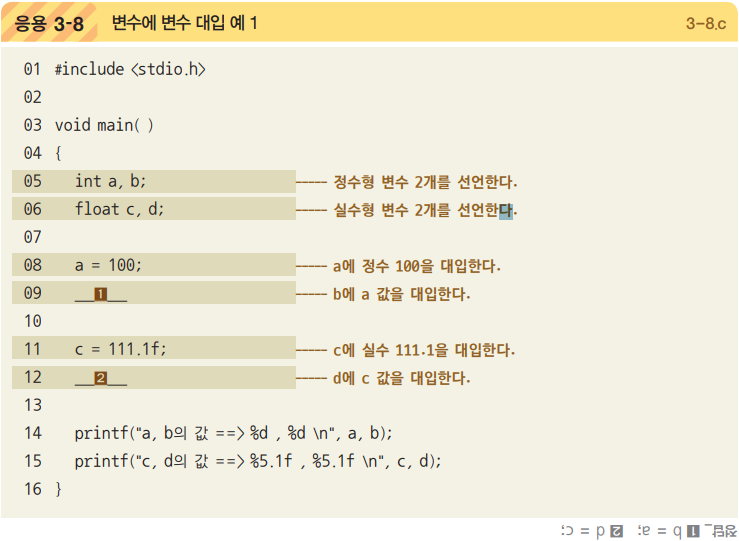 응용 3-8 변수에 변수 대입 예 1 3-8.c
01 #include <stdio.h>
02
03 void main( )
04 {
05 int a, b; ----- 정수형 변수 2개를 선언한다.
06 float c, d; ----- 실수형 변수 2개를 선언한다.
07
08 a = 100; ----- a에 정수 100을 대입한다.
09 __1__ ----- b에 a 값을 대입한다.
10
11 c = 111.1f; ----- c에 실수 111.1을 대입한다.
12 __2__ ----- d에 c 값을 대입한다.
13
14 printf("a, b의 값 ==> %d , %d \n", a, b);
15 printf("c, d의 값 ==> %5.1f , %5.1f \n", c, d);
16 }
정답_ 1 b = a; 2 d = c;